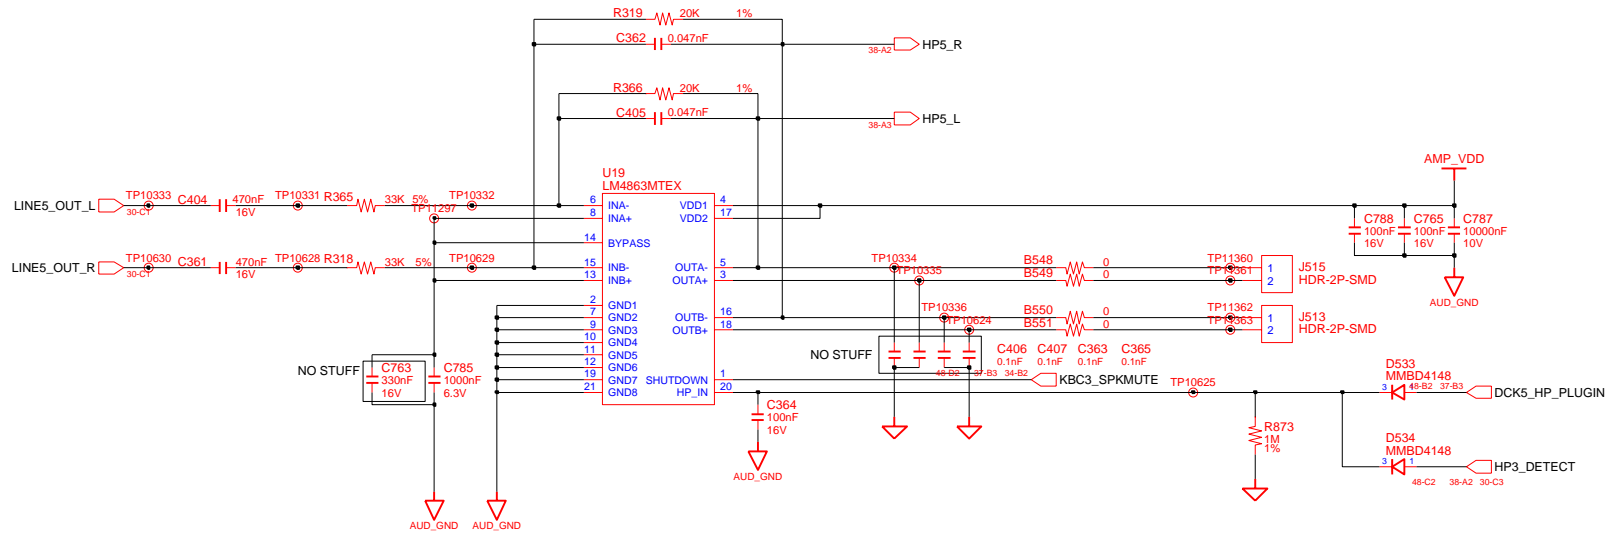 R319 20K 1%
C362 0.047nF
38-A2 HP5_R
R366 20K 1%
C405 0.047nF
38-A3 HP5_L
AMP_VDD
U19
LM4863MTEX
LINE5_OUT_L
30-C1
TP10333
C404
470nF
16V
TP10331
R365
33K 5%
TP10332
TP11297
LINE5_OUT_R
30-C1
TP10630
C361
470nF
16V
TP10628
R318
33K 5%
TP10629
6 INA-
8 INA+
14 BYPASS
15 INB-
13 INB+
2 GND1
7 GND2
9 GND3
10 GND4
11 GND5
12 GND6
19 GND7
21 GND8
VDD1 4
VDD2 17
OUTA- 5
OUTA+ 3
OUTB- 16
OUTB+ 18
SHUTDOWN 1
HP_IN 20
C788
100nF
16V
C765
100nF
16V
C787
10000nF
10V
AUD_GND
TP10334
TP10335
TP10336
TP10624
B548 0
B549 0
B550 0
B551 0
TP11360
TP11361
TP11362
TP11363
1
2
J515
HDR-2P-SMD
1
2
J513
HDR-2P-SMD
NO STUFF
C406 C407 C363 C365
0.1nF 0.1nF 0.1nF 0.1nF
48-D2 37-B3 34-B2
KBC3_SPKMUTE
NO STUFF
C763
330nF
16V
C785
1000nF
6.3V
C364
100nF
16V
AUD_GND
TP10625
R873
1M
1%
D533
MMBD4148
3 1
48-B2 37-B3
DCK5_HP_PLUGIN
D534
MMBD4148
3 1
48-C2 38-A2 30-C3
HP3_DETECT
AUD_GND AUD_GND